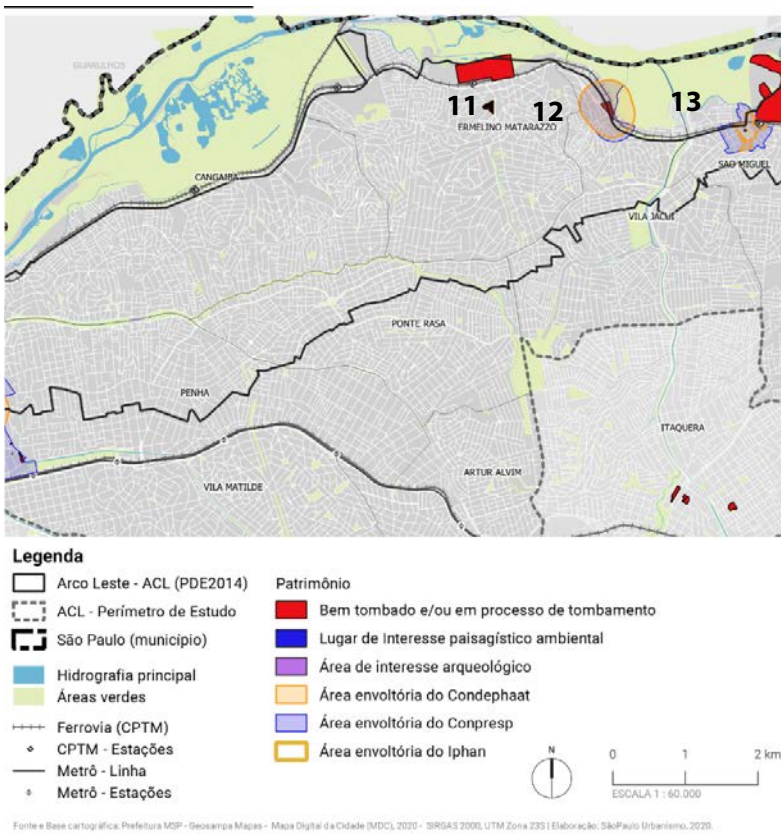 GUARULHOS
11
12
13
ERMELINO MATARAZZO
CANGAIBA
SAO MIGUEL
VILA JACUI
PONTE RASA
PENHA
ITAQUERA
ARTUR ALVIM
VILA MATILDE
Legenda
Arco Leste - ACL (PDE2014)
ACL - Perímetro de Estudo
São Paulo (município)
Hidrografia principal
Áreas verdes
Ferrovia (CPTM)
CPTM - Estações
Metrô - Linha
Metrô - Estações
Patrimônio
Bem tombado e/ou em processo de tombamento
Lugar de Interesse paisagístico ambiental
Área de interesse arqueológico
Área envoltória do Condephaat
Área envoltória do Conpresp
Área envoltória do Iphan
N
0 1 2 km
ESCALA 1 : 60.000
Fonte e Base cartográfica: Prefeitura MSP - Geosampa Mapas - Mapa Digital da Cidade (MDC), 2020 - SIRGAS 2000, UTM Zona 23S | Elaboração: SãoPaulo Urbanismo, 2020.